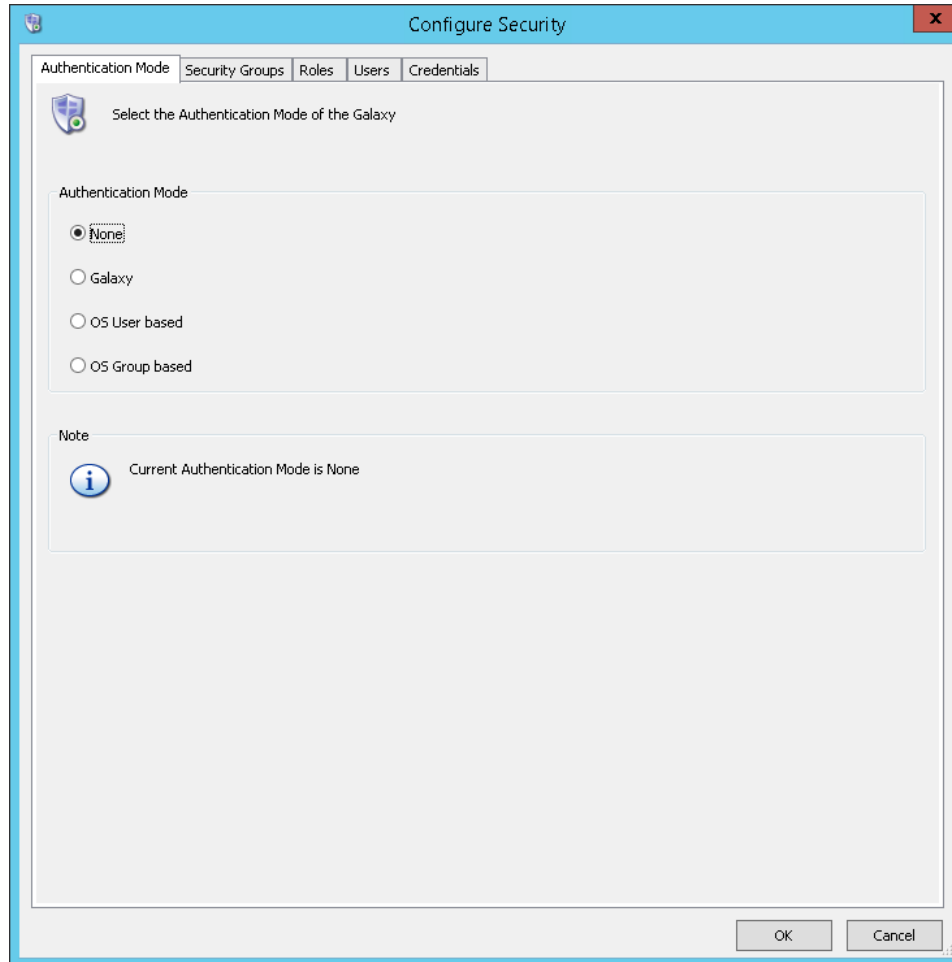 Configure Security
x
Authentication Mode Security Groups Roles Users Credentials
Select the Authentication Mode of the Galaxy
Authentication Mode
None
Galaxy
OS User based
OS Group based
Note
i
Current Authentication Mode is None
OK Cancel